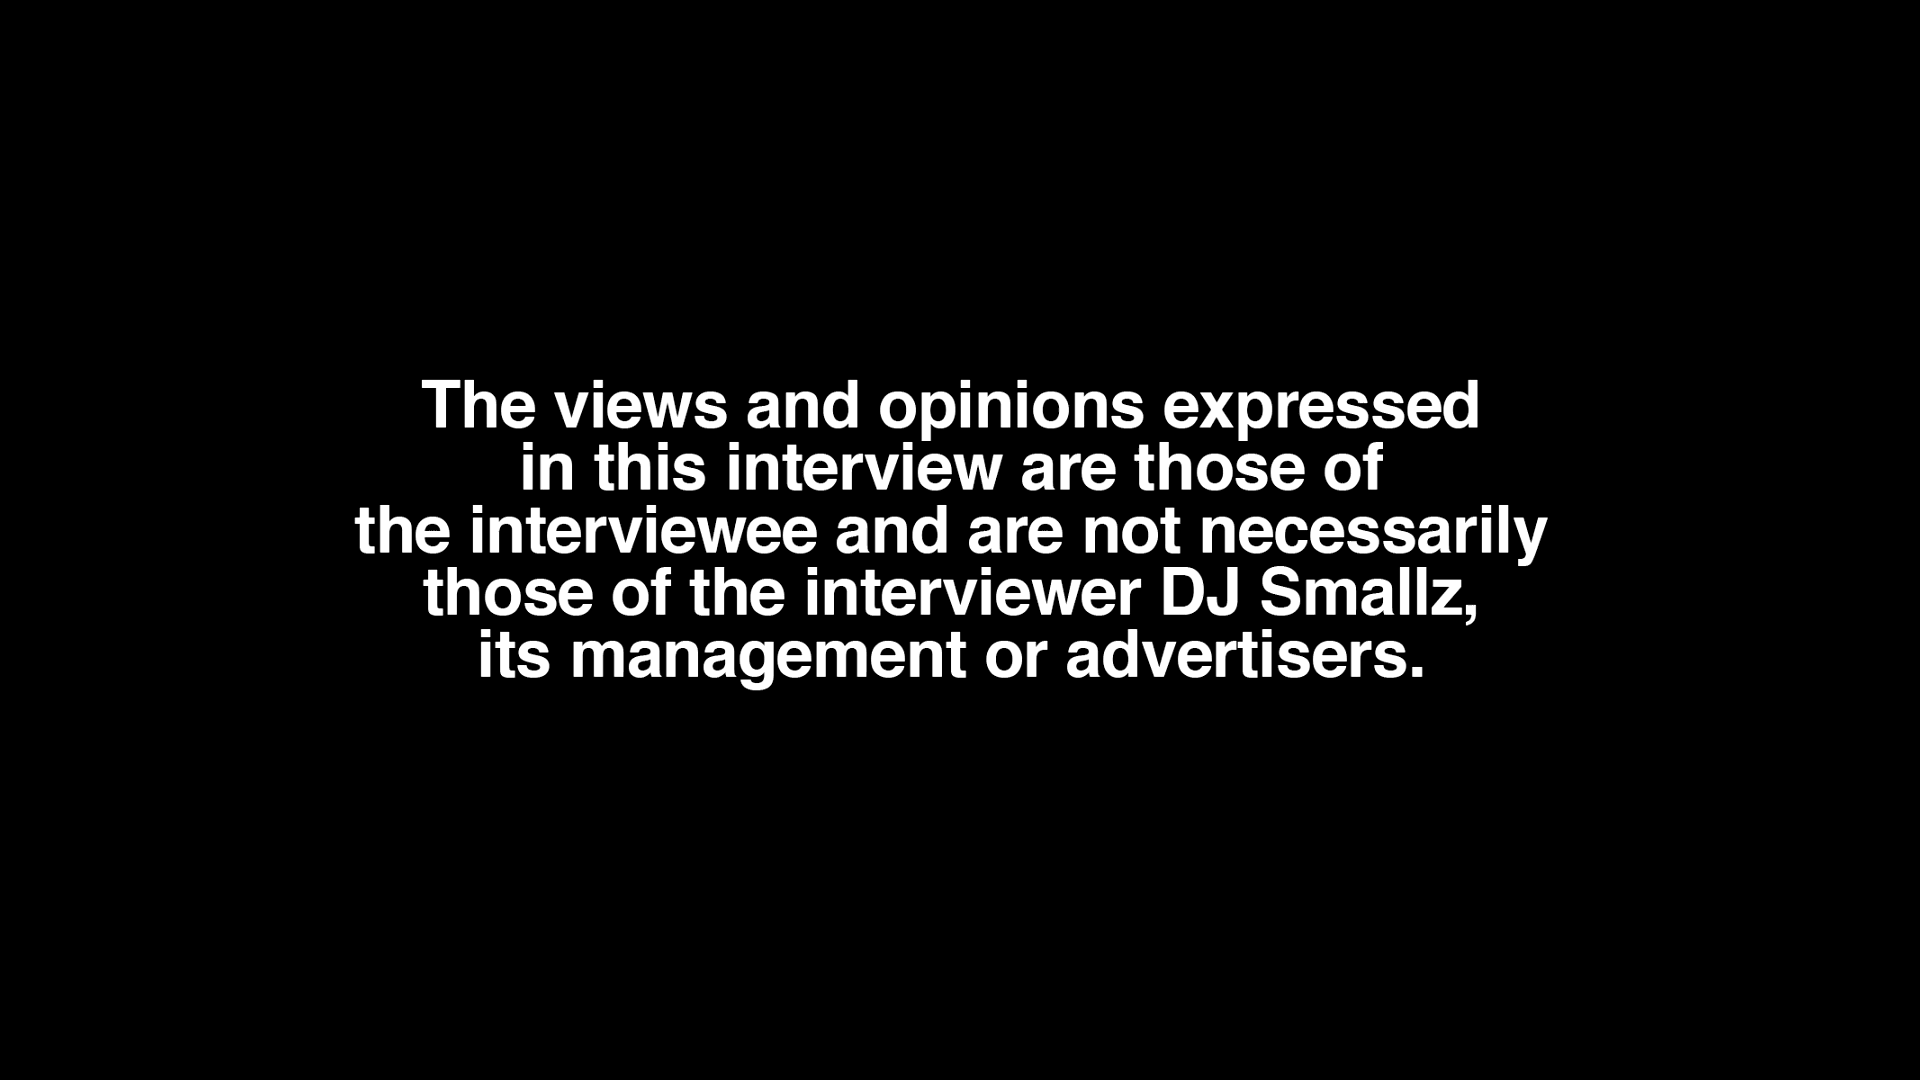 The views and opinions expressed
in this interview are those of
the interviewee and are not necessarily
those of the interviewer DJ Smallz,
its management or advertisers.